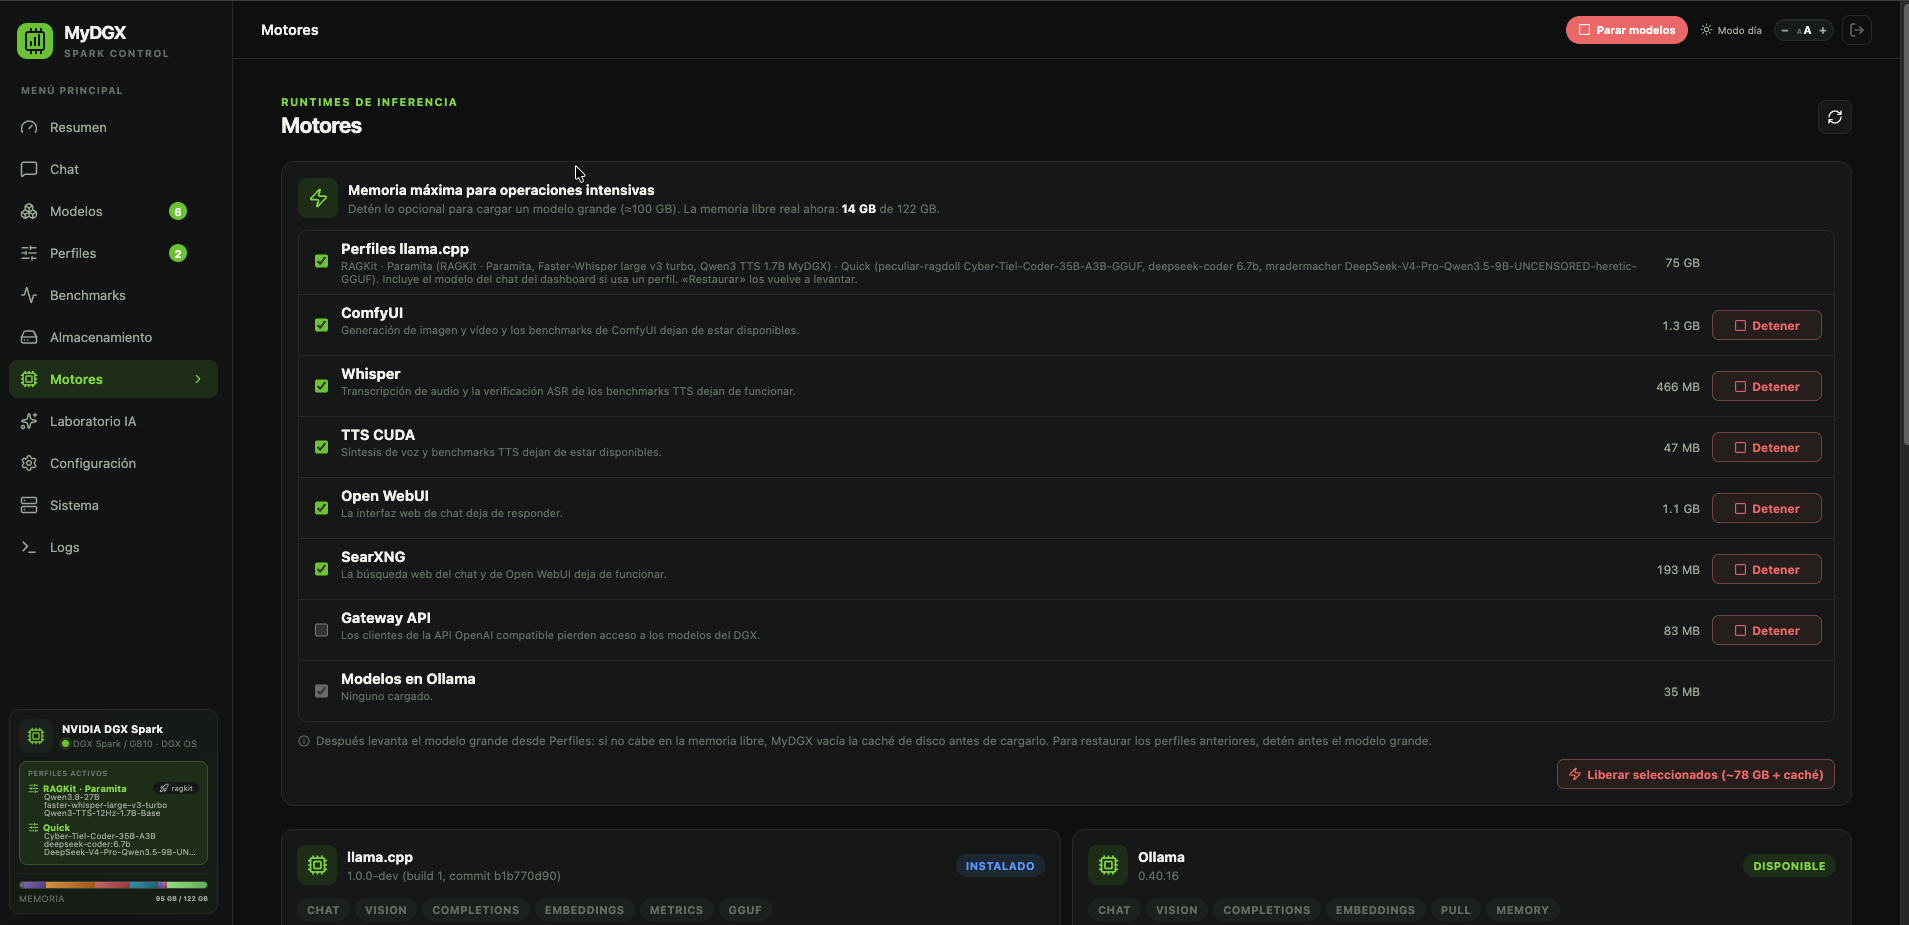 MyDGX
SPARK CONTROL
MENÚ PRINCIPAL
Resumen
Chat
Modelos 6
Perfiles 2
Benchmarks
Almacenamiento
Motores
Laboratorio IA
Configuración
Sistema
Logs
NVIDIA DGX Spark
DGX Spark / GB10 · DGX OS
PERFILES ACTIVOS
RAGKit · Paramita ragkit
Qwen3.8-27B
faster-whisper-large-v3-turbo
Qwen3-TTS-12Hz-1.7B-Base
Quick
Cyber-Tiel-Coder-35B-A3B
deepseek-coder:6.7b
DeepSeek-V4-Pro-Qwen3.5-9B-UN...
MEMORIA 95 GB / 122 GB
Motores
Parar modelos
Modo día
− AA +
RUNTIMES DE INFERENCIA
Motores
Memoria máxima para operaciones intensivas
Detén lo opcional para cargar un modelo grande (≈100 GB). La memoria libre real ahora: 14 GB de 122 GB.
Perfiles llama.cpp
RAGKit · Paramita (RAGKit · Paramita, Faster-Whisper large v3 turbo, Qwen3 TTS 1.7B MyDGX) · Quick (peculiar-ragdoll Cyber-Tiel-Coder-35B-A3B-GGUF, deepseek-coder 6.7b, mradermacher DeepSeek-V4-Pro-Qwen3.5-9B-UNCENSORED-heretic-
GGUF). Incluye el modelo del chat del dashboard si usa un perfil. «Restaurar» los vuelve a levantar.
75 GB
ComfyUI
Generación de imagen y vídeo y los benchmarks de ComfyUI dejan de estar disponibles.
1.3 GB Detener
Whisper
Transcripción de audio y la verificación ASR de los benchmarks TTS dejan de funcionar.
466 MB Detener
TTS CUDA
Síntesis de voz y benchmarks TTS dejan de estar disponibles.
47 MB Detener
Open WebUI
La interfaz web de chat deja de responder.
1.1 GB Detener
SearXNG
La búsqueda web del chat y de Open WebUI deja de funcionar.
193 MB Detener
Gateway API
Los clientes de la API OpenAI compatible pierden acceso a los modelos del DGX.
83 MB Detener
Modelos en Ollama
Ninguno cargado.
35 MB
Después levanta el modelo grande desde Perfiles: si no cabe en la memoria libre, MyDGX vacía la caché de disco antes de cargarlo. Para restaurar los perfiles anteriores, detén antes el modelo grande.
Liberar seleccionados (~78 GB + caché)
llama.cpp
1.0.0-dev (build 1, commit b1b770d90)
INSTALADO
CHAT VISION COMPLETIONS EMBEDDINGS METRICS GGUF
Ollama
0.40.16
DISPONIBLE
CHAT VISION COMPLETIONS EMBEDDINGS PULL MEMORY